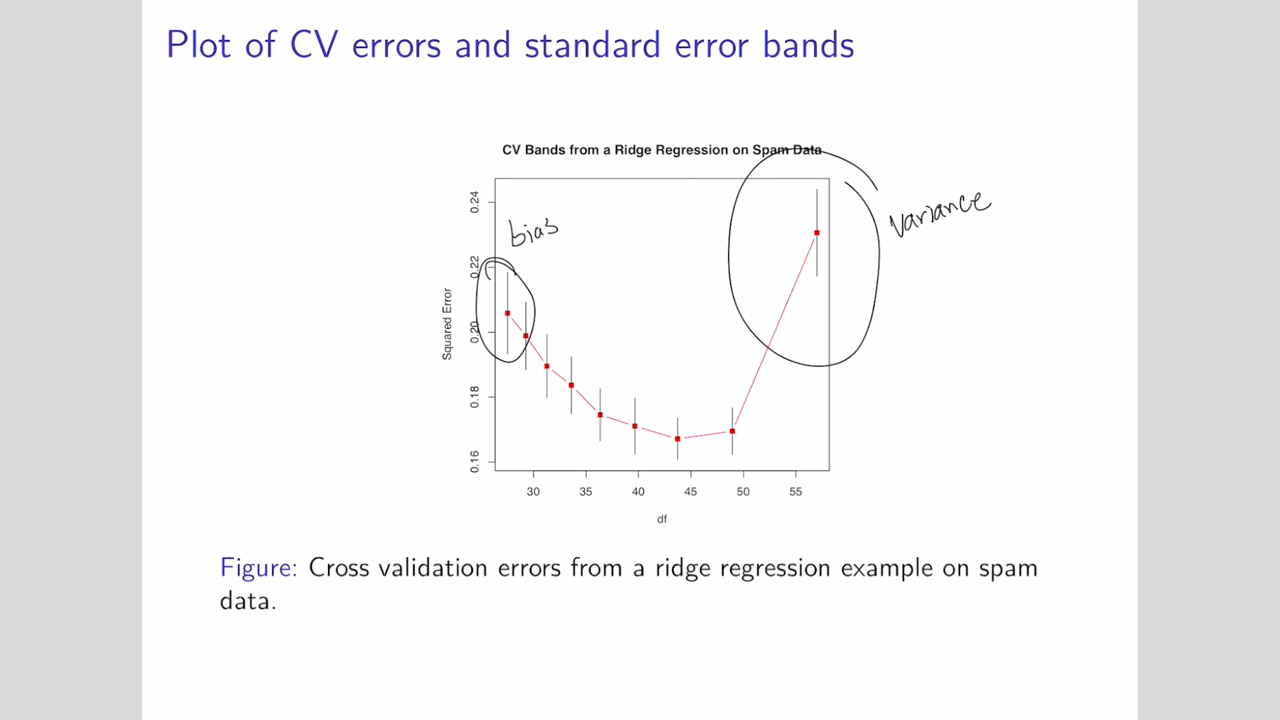 Plot of CV errors and standard error bands
CV Bands from a Ridge Regression on Spam Data
0.24
0.22
0.20
0.18
0.16
Squared Error
bias
variance
30 35 40 45 50 55
df
Figure: Cross validation errors from a ridge regression example on spam
data.